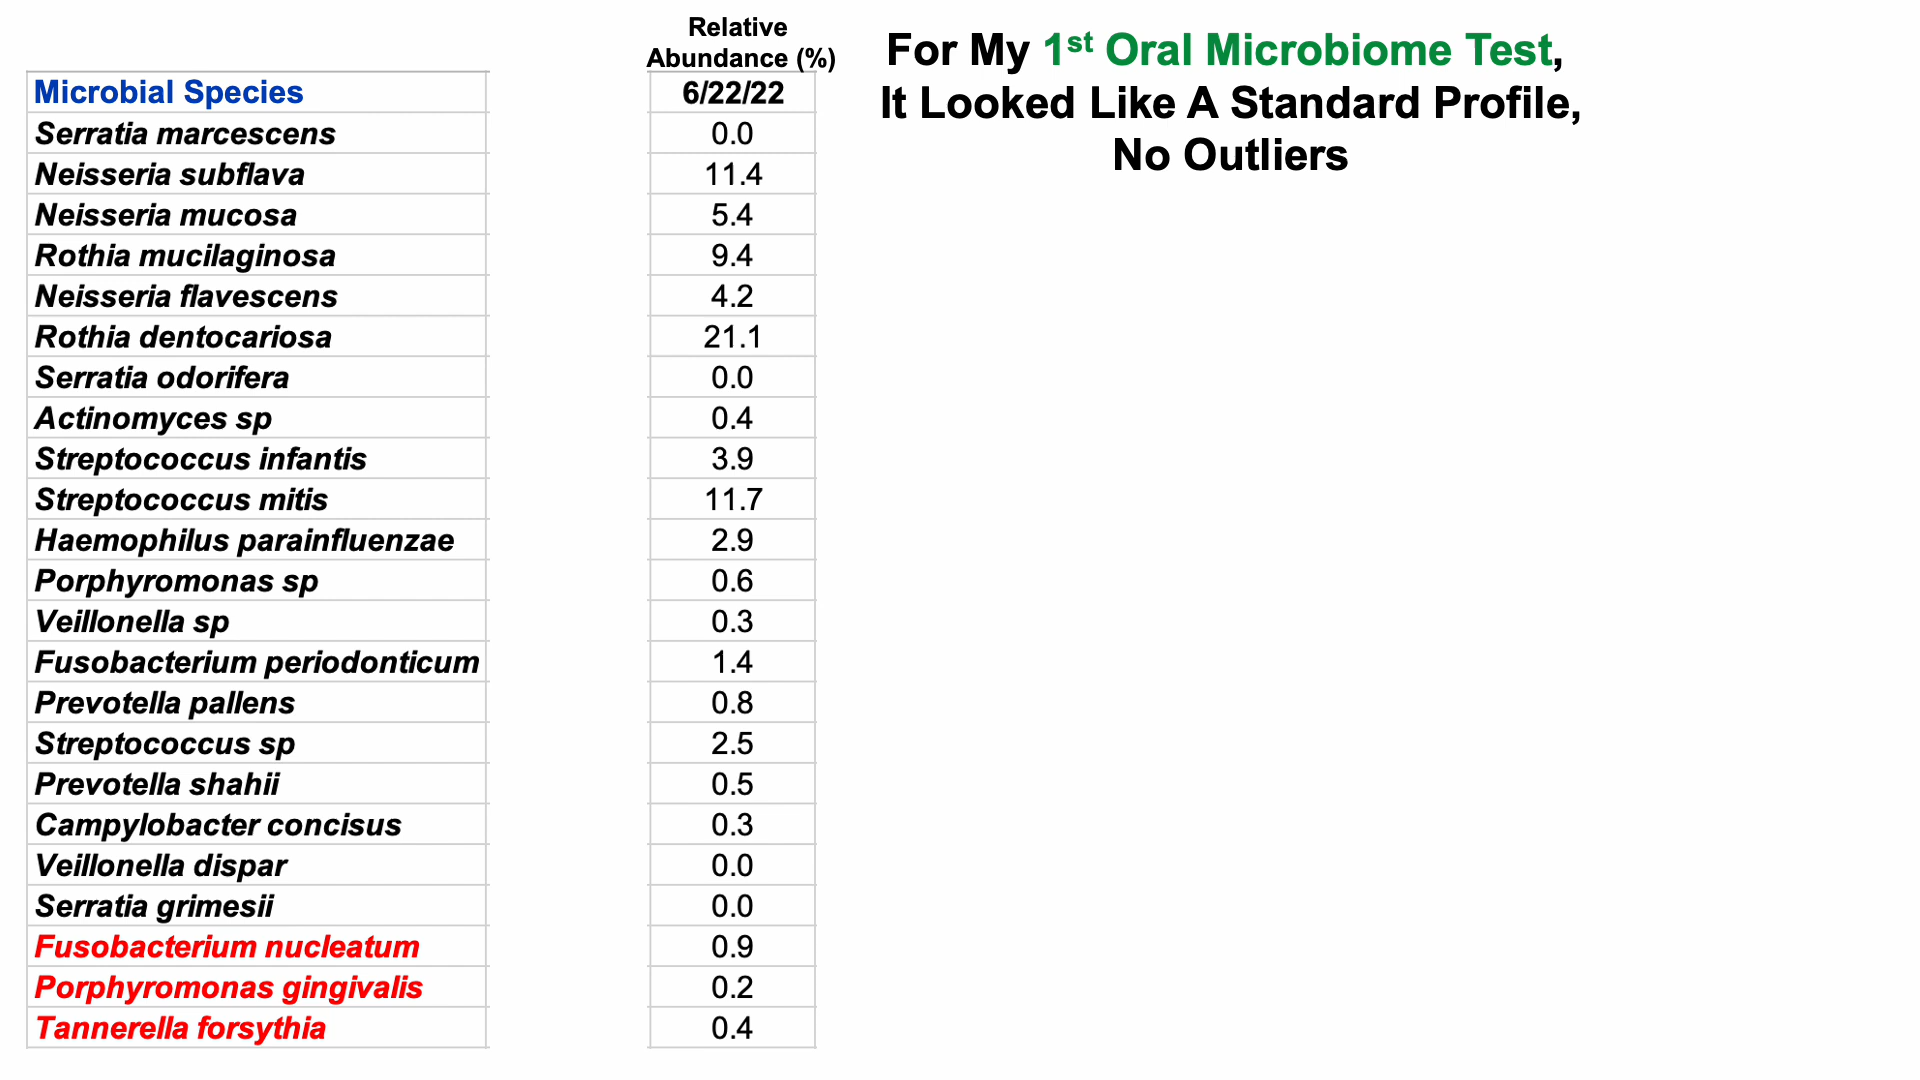 Relative
Abundance (%)
For My 1st Oral Microbiome Test,
It Looked Like A Standard Profile,
No Outliers
Microbial Species 6/22/22
Serratia marcescens 0.0
Neisseria subflava 11.4
Neisseria mucosa 5.4
Rothia mucilaginosa 9.4
Neisseria flavescens 4.2
Rothia dentocariosa 21.1
Serratia odorifera 0.0
Actinomyces sp 0.4
Streptococcus infantis 3.9
Streptococcus mitis 11.7
Haemophilus parainfluenzae 2.9
Porphyromonas sp 0.6
Veillonella sp 0.3
Fusobacterium periodonticum 1.4
Prevotella pallens 0.8
Streptococcus sp 2.5
Prevotella shahii 0.5
Campylobacter concisus 0.3
Veillonella dispar 0.0
Serratia grimesii 0.0
Fusobacterium nucleatum 0.9
Porphyromonas gingivalis 0.2
Tannerella forsythia 0.4